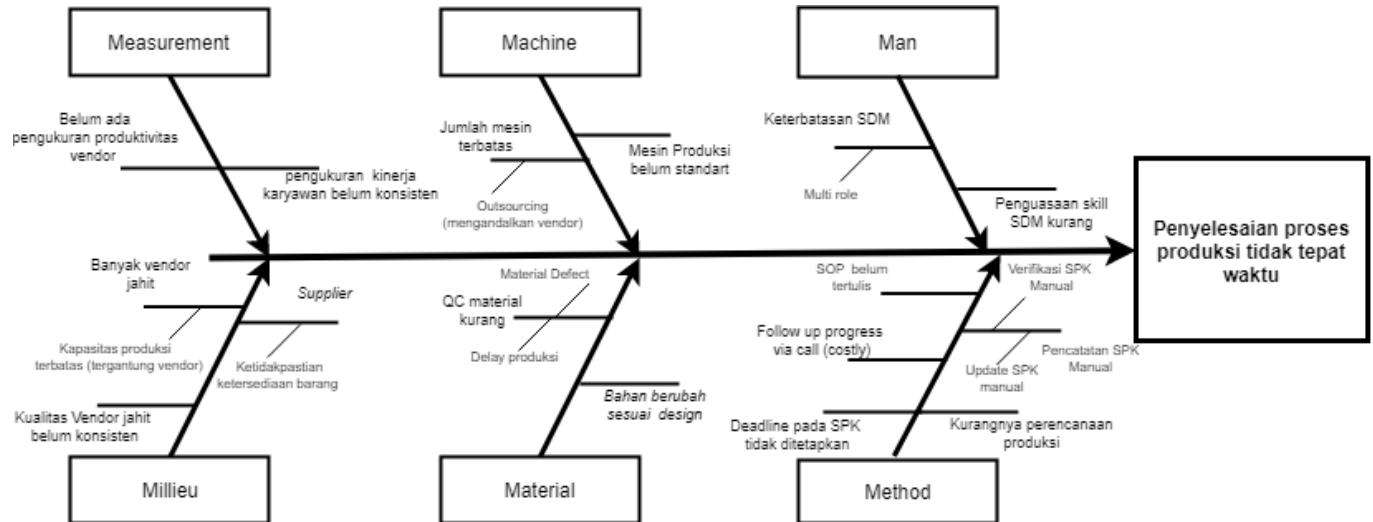 Measurement
Machine
Man
Belum ada
pengukuran produktivitas
vendor
pengukuran kinerja
karyawan belum konsisten
Jumlah mesin
terbatas
Outsourcing
(mengandalkan vendor)
Mesin Produksi
belum standart
Keterbatasan SDM
Multi role
Penguasaan skill
SDM kurang
Penyelesaian proses
produksi tidak tepat
waktu
Banyak vendor
jahit
Supplier
Kapasitas produksi
terbatas (tergantung vendor)
Ketidakpastian
ketersediaan barang
Kualitas Vendor jahit
belum konsisten
Material Defect
QC material
kurang
Delay produksi
Bahan berubah
sesuai design
SOP belum
tertulis
Verifikasi SPK
Manual
Follow up progress
via call (costly)
Update SPK
manual
Pencatatan SPK
Manual
Deadline pada SPK
tidak ditetapkan
Kurangnya perencanaan
produksi
Millieu
Material
Method